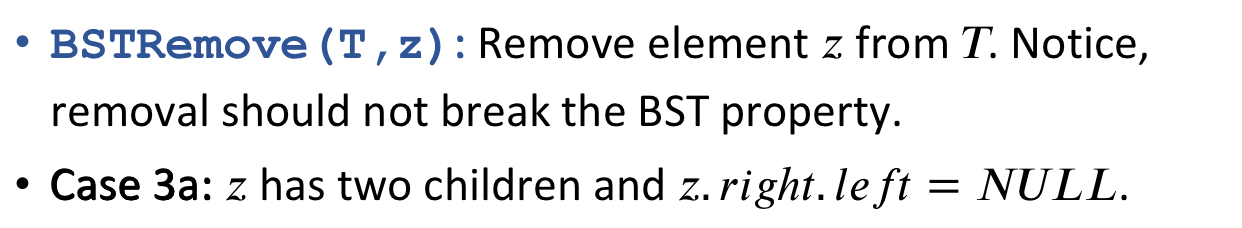 • BSTRemove(T,z): Remove element z from T. Notice,
removal should not break the BST property.
• Case 3a: z has two children and z.right.left = NULL.